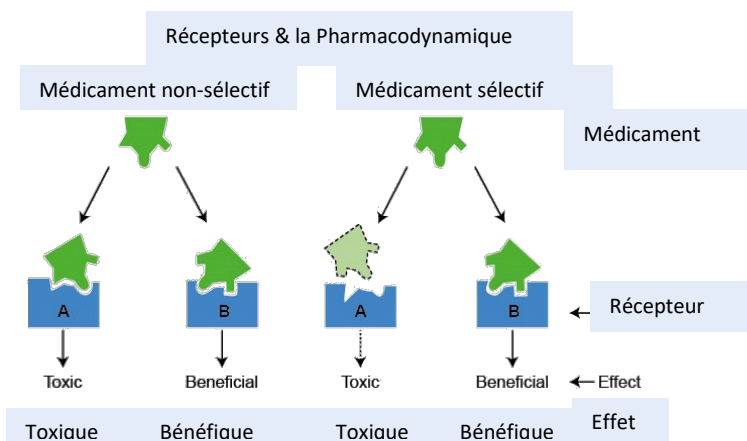 Récepteurs & la Pharmacodynamique
Médicament non-sélectif
Médicament sélectif
Médicament
A
B
A
B
Récepteur
Toxic
Beneficial
Toxic
Beneficial
Effect
Toxique
Bénéfique
Toxique
Bénéfique
Effet